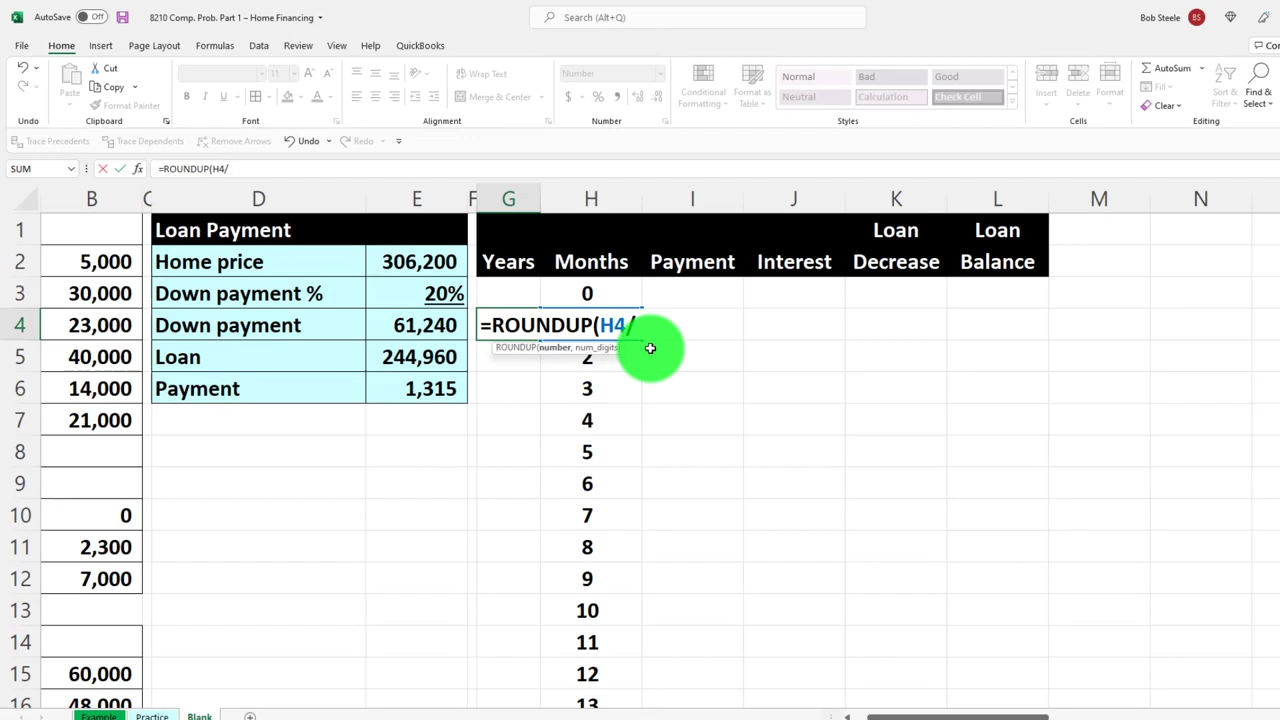 AutoSave Off 8210 Comp. Prob. Part 1 – Home Financing Search (Alt+Q) Bob Steele BS
File Home Insert Page Layout Formulas Data Review View Help QuickBooks
Cut
Copy
Format Painter
Paste
11
B I U
Wrap Text
Merge & Center
Number
$ %
Conditional Formatting
Format as Table
Normal Bad Good
Neutral Calculation Check Cell
Insert Delete Format
AutoSum
Fill
Clear
Sort & Filter
Find & Select
Undo Clipboard Font Alignment Number Styles Cells Editing
Trace Precedents Trace Dependents Remove Arrows Undo Redo
SUM fx =ROUNDUP(H4/
B C D E F G H I J K L M N
1 Loan Payment Loan Loan
2 5,000 Home price 306,200 Years Months Payment Interest Decrease Balance
3 30,000 Down payment % 20% 0
4 23,000 Down payment 61,240 =ROUNDUP(H4/
ROUNDUP(number, num_digits)
5 40,000 Loan 244,960 2
6 14,000 Payment 1,315 3
7 21,000 4
8 5
9 6
10 0 7
11 2,300 8
12 7,000 9
13 10
14 11
15 60,000 12
16 48,000 13
Example Practice Blank